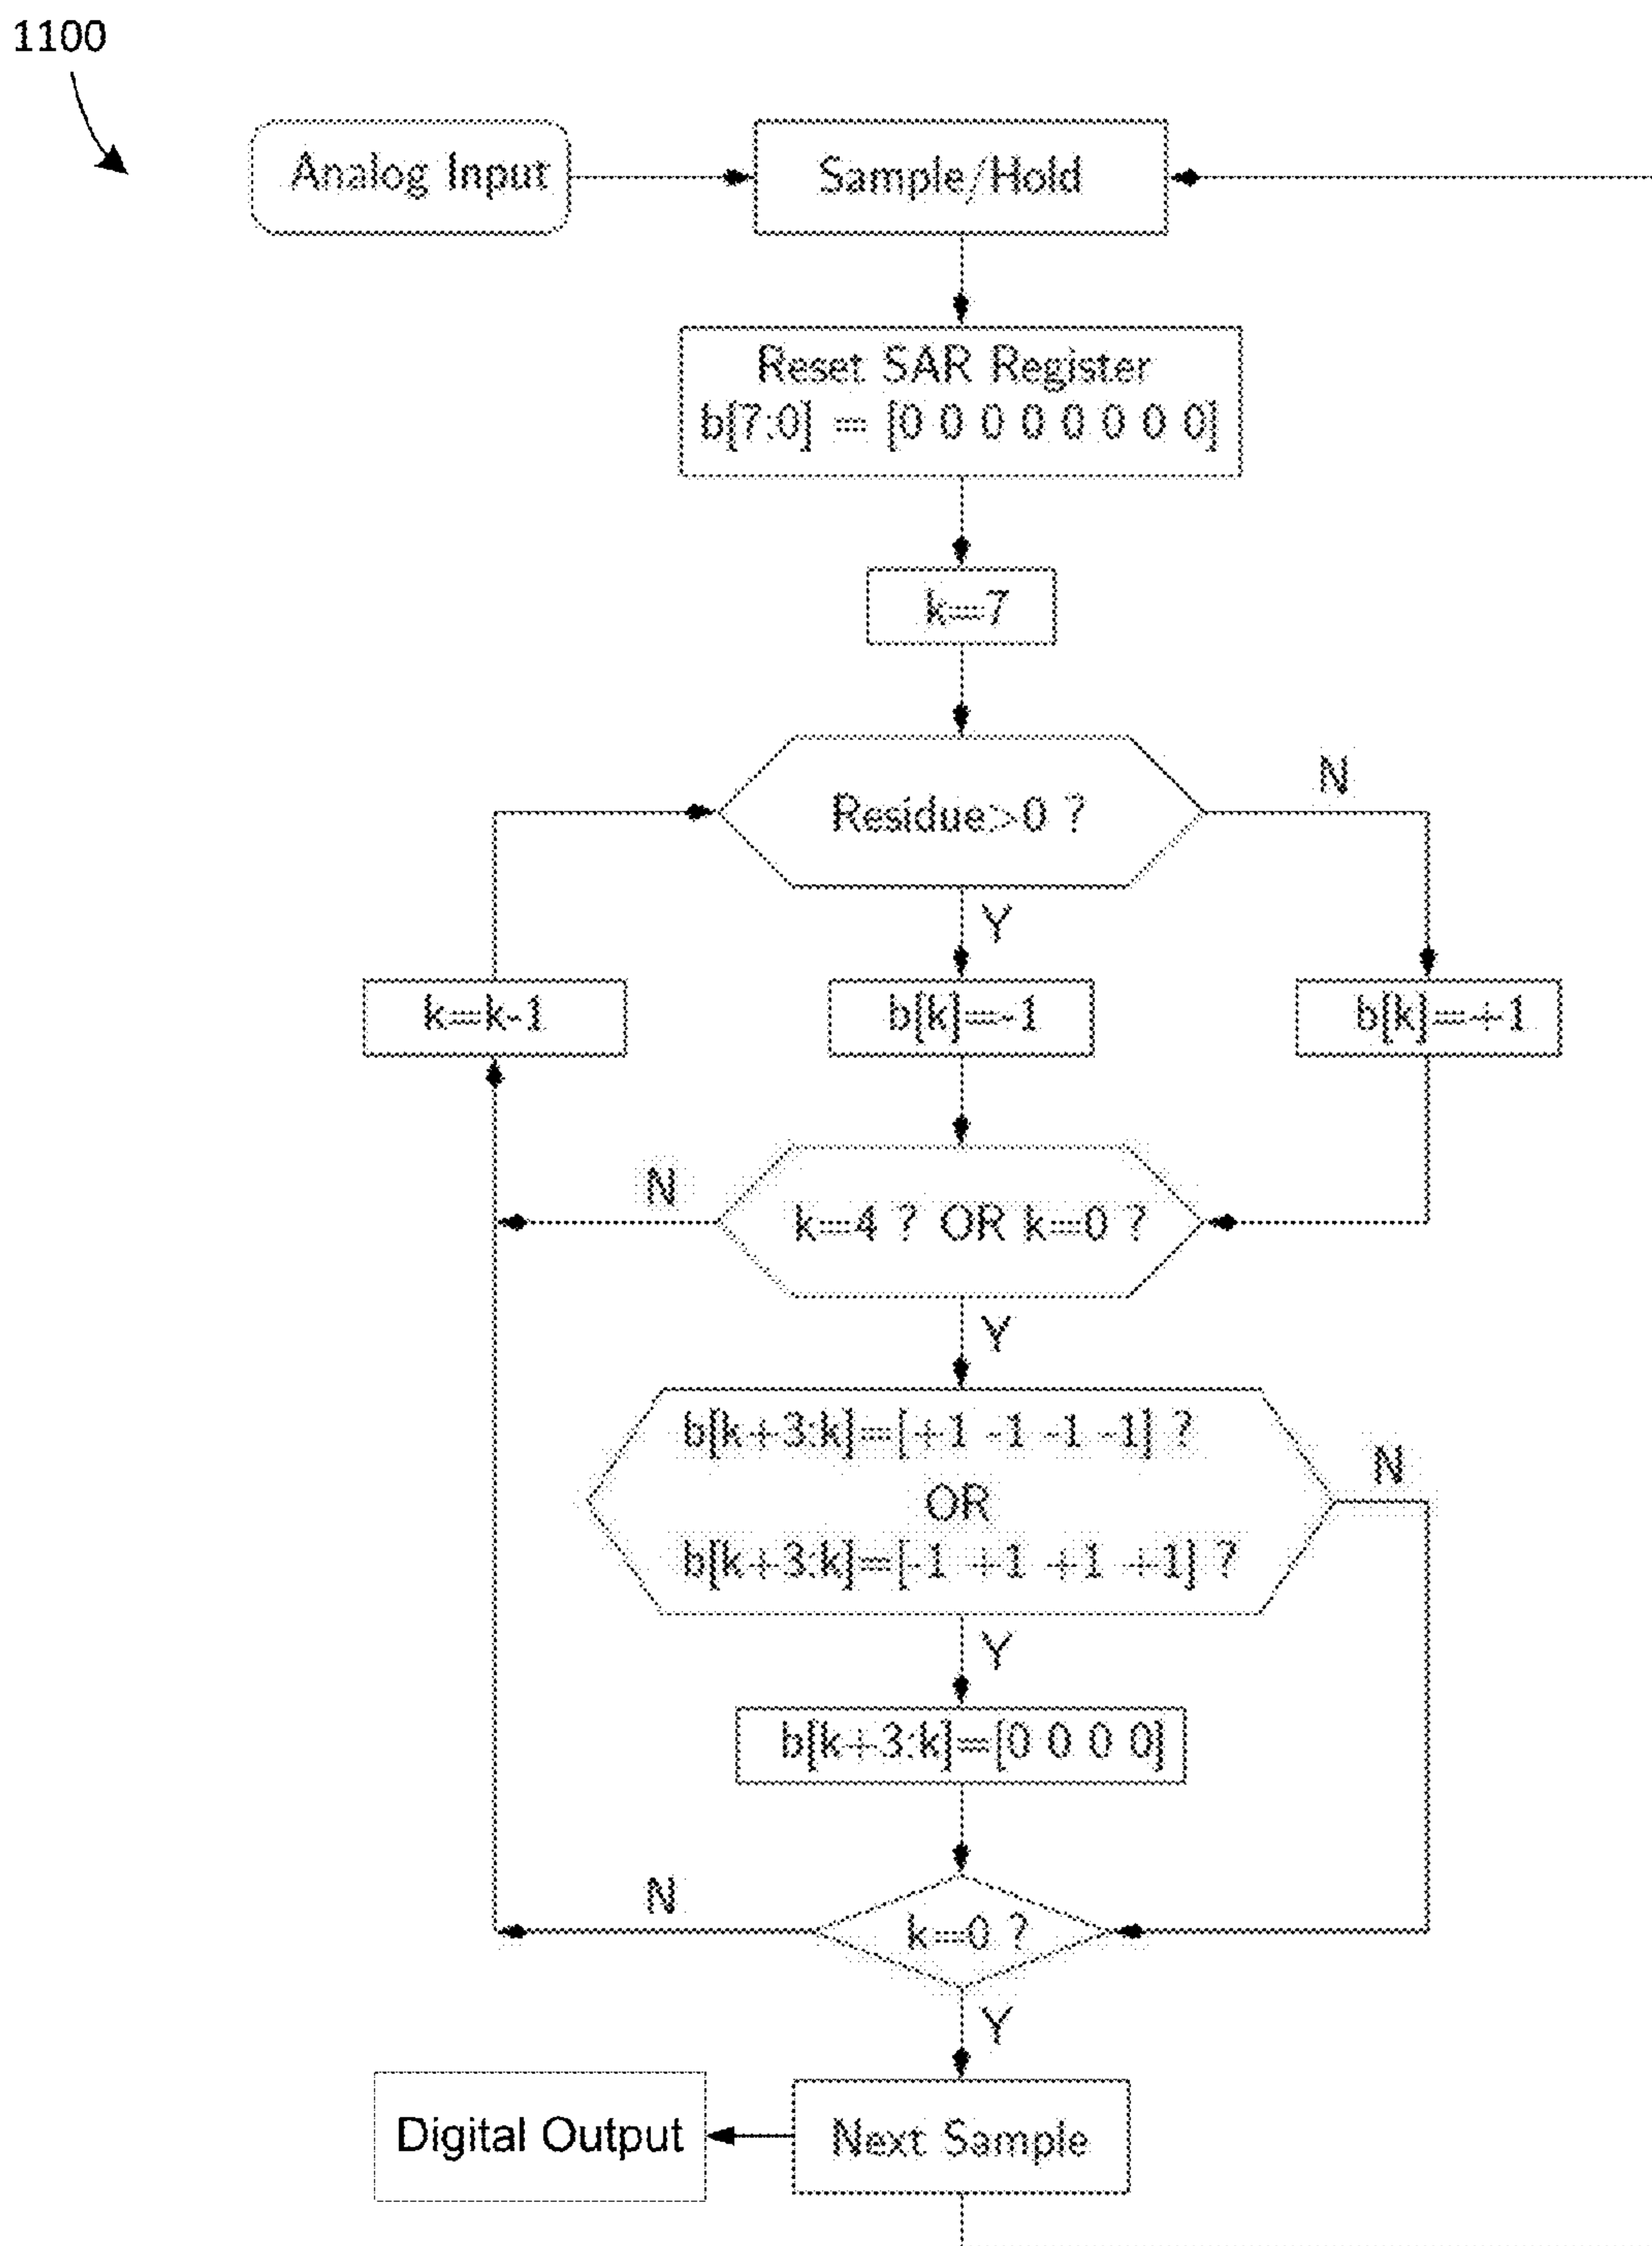 1100
Analog Input
Sample/Hold
Reset SAR Register
b[7:0] = [0 0 0 0 0 0 0 0]
k=7
Residue>0 ?
N
Y
k=k-1
b[k]=-1
b[k]=+1
N
k=4 ? OR k=0 ?
Y
b[k+3:k]=[+1 -1 -1 -1] ?
OR
b[k+3:k]=[-1 +1 +1 +1] ?
N
Y
b[k+3:k]=[0 0 0 0]
N
k=0 ?
Y
Digital Output
Next Sample